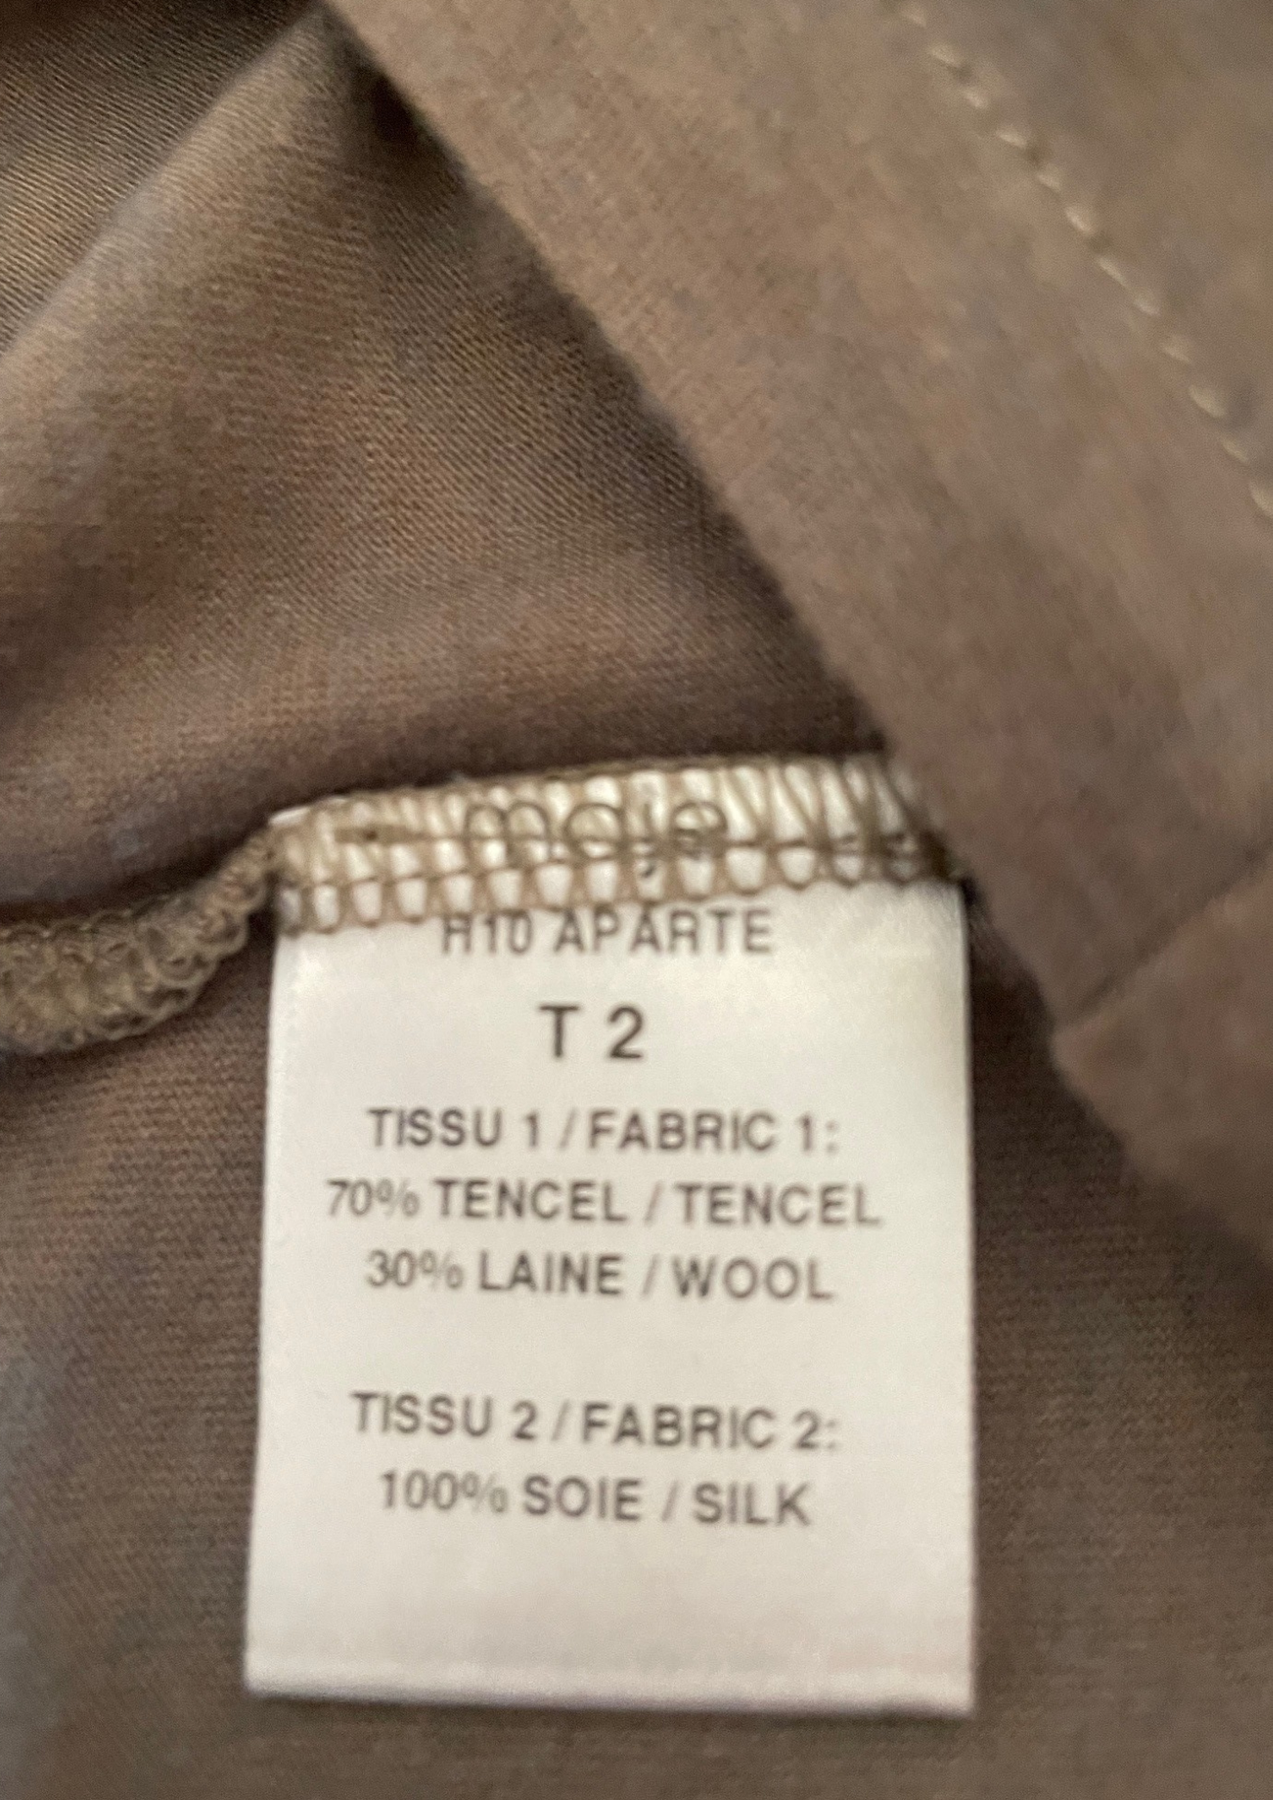 maje
H10 APARTE
T 2
TISSU 1 / FABRIC 1:
70% TENCEL / TENCEL
30% LAINE / WOOL
TISSU 2 / FABRIC 2:
100% SOIE / SILK